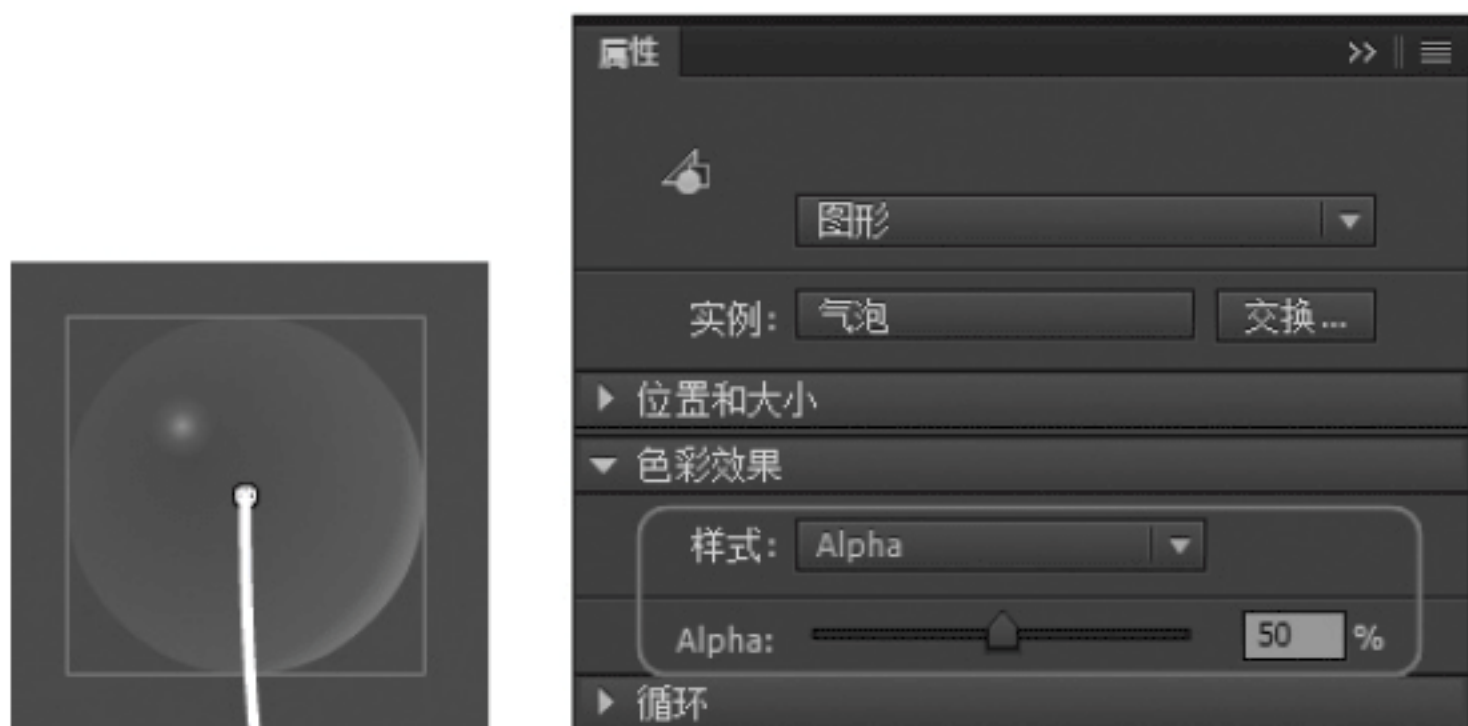 属性
图形
实例: 气泡 交换...
位置和大小
色彩效果
样式: Alpha
Alpha: 50 %
循环